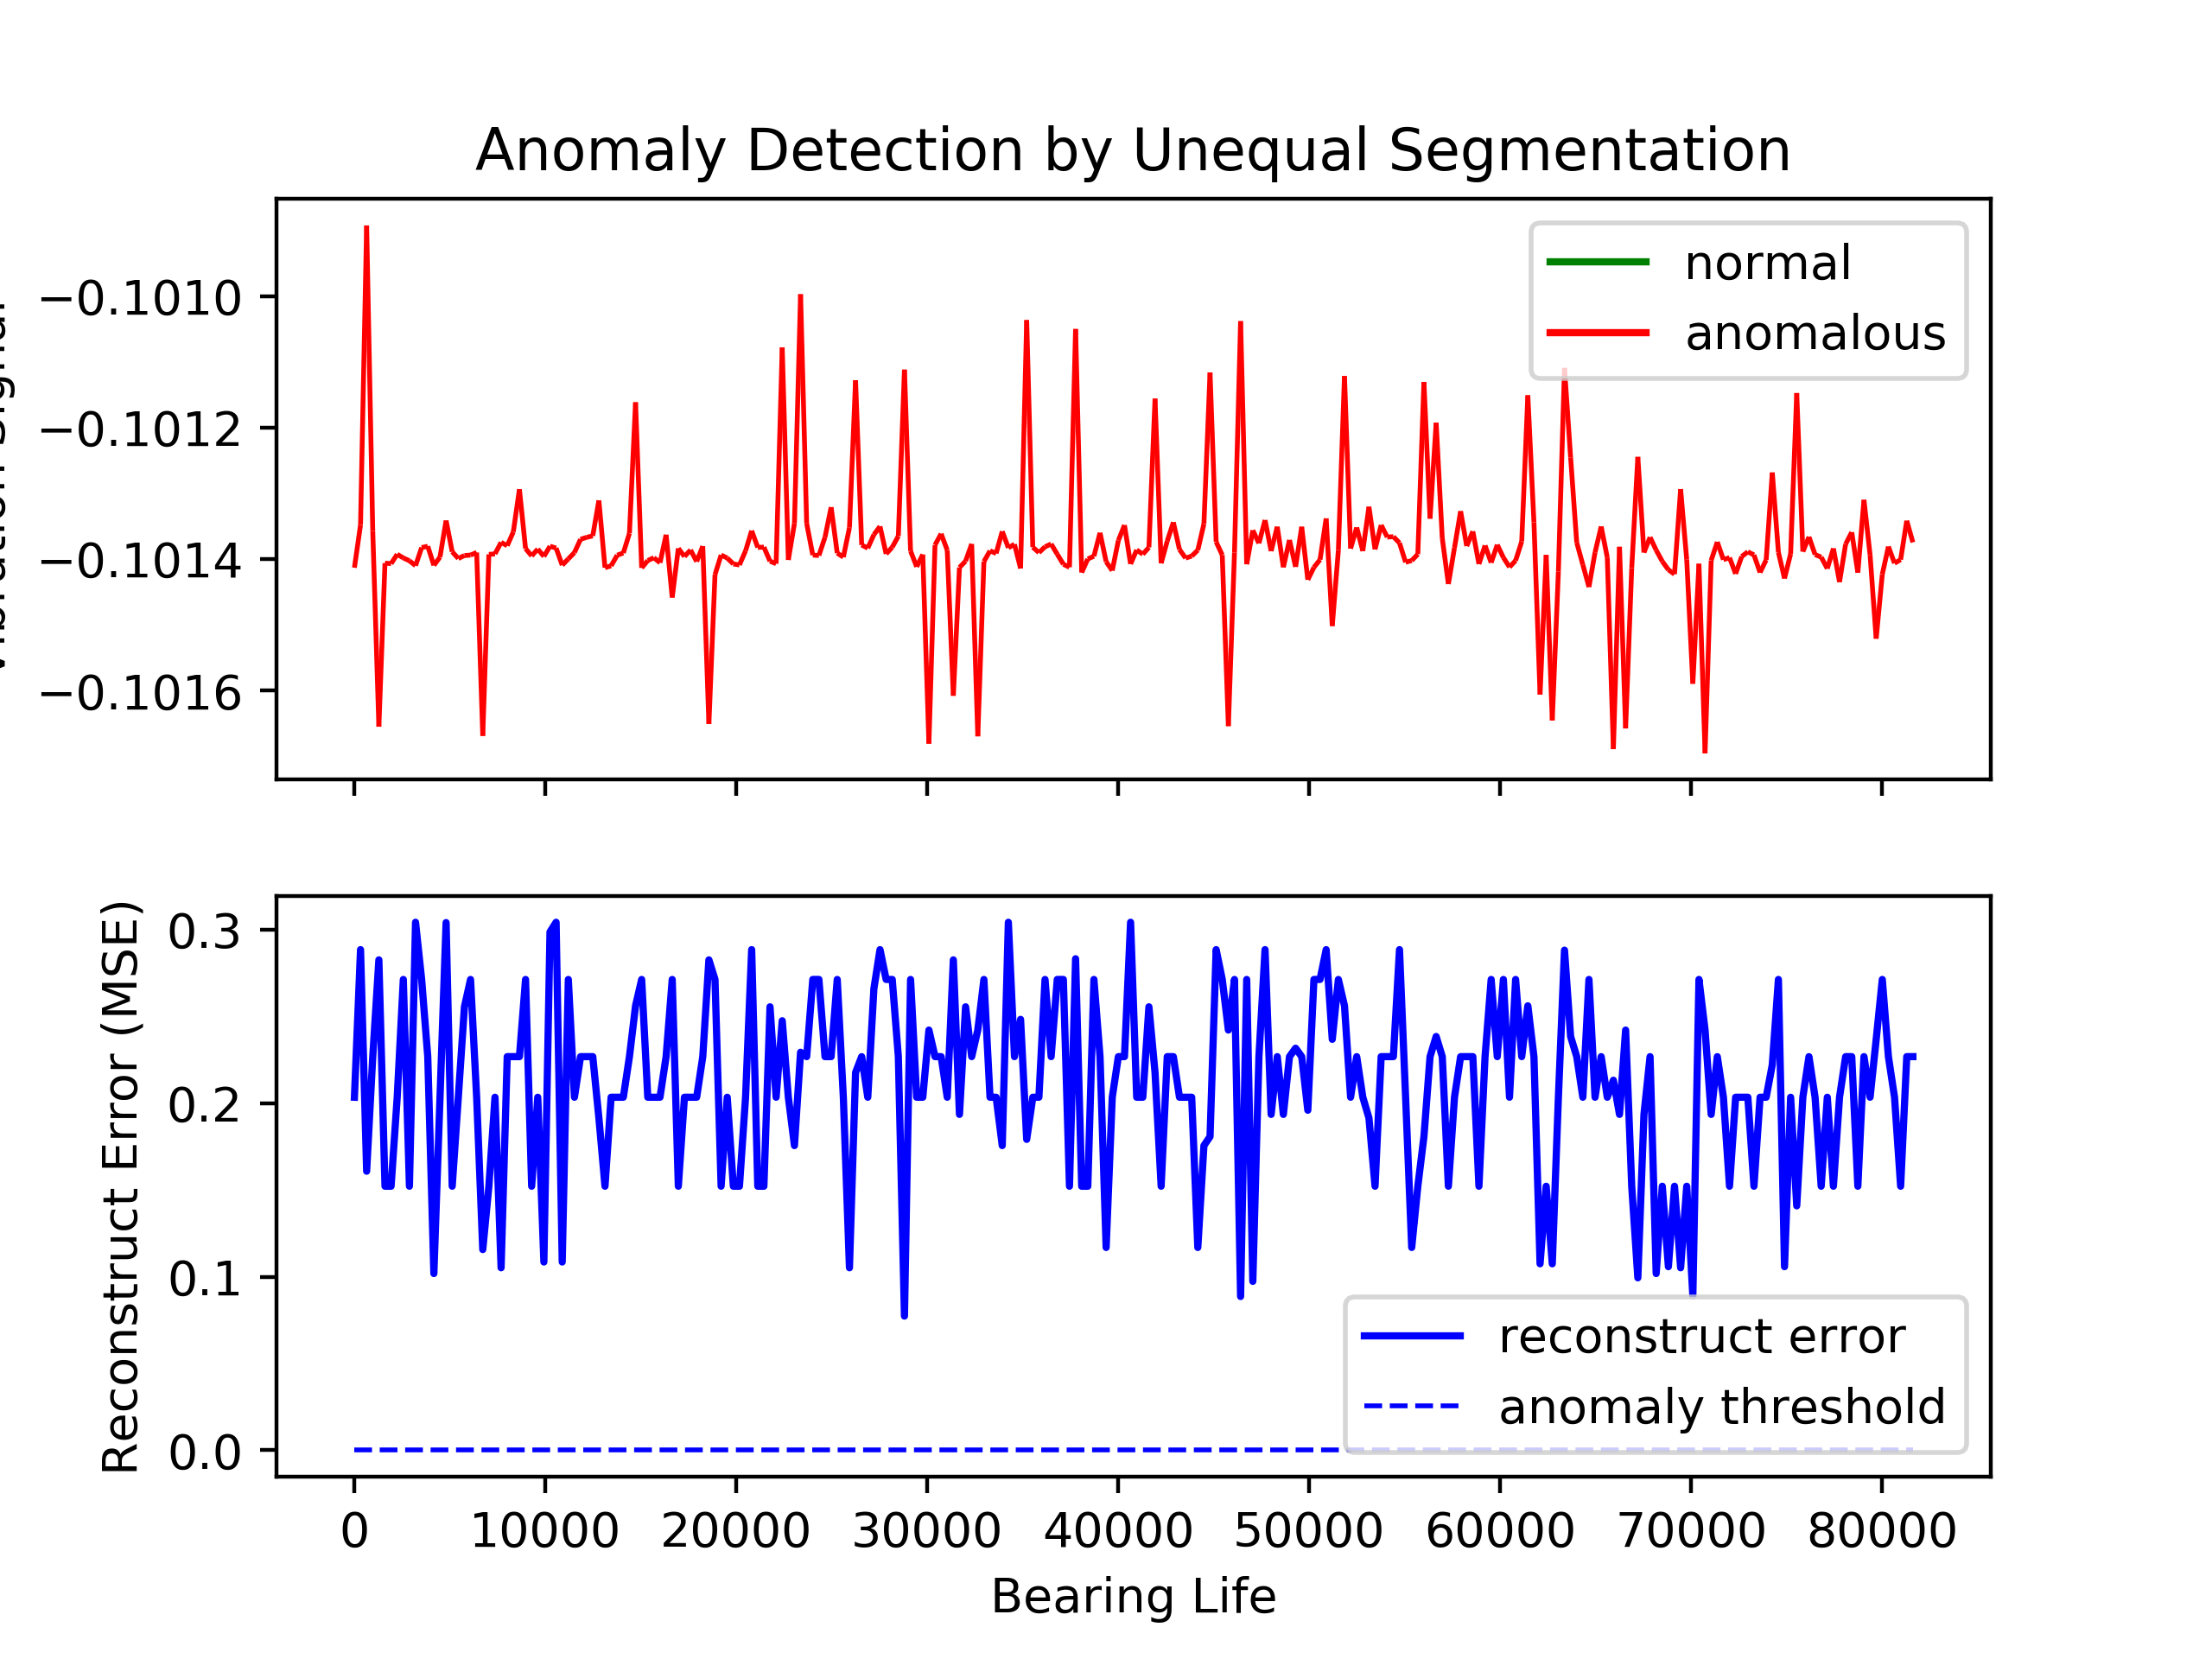 Anomaly Detection by Unequal Segmentation
−0.1010
−0.1012
−0.1014
−0.1016
normal
anomalous
Reconstruct Error (MSE)
0.3
0.2
0.1
0.0
reconstruct error
anomaly threshold
0 10000 20000 30000 40000 50000 60000 70000 80000
Bearing Life